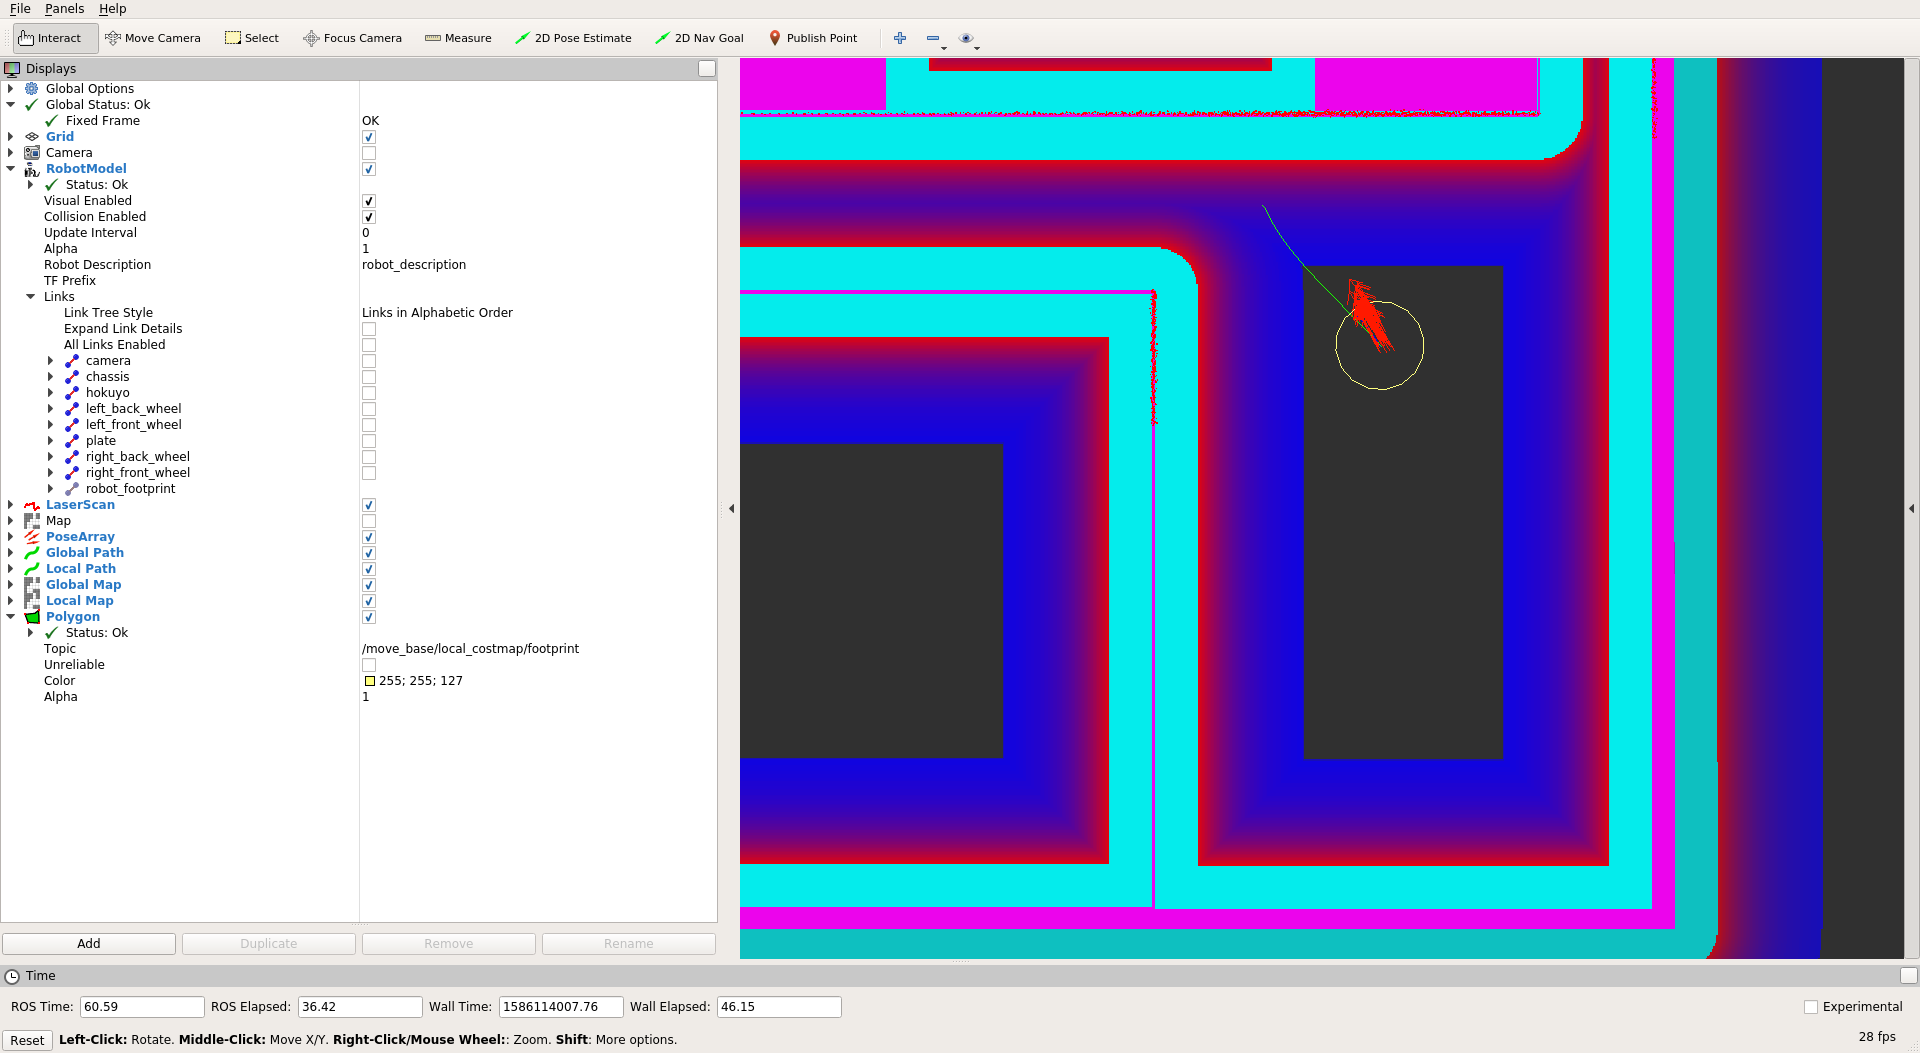 File Panels Help
Interact Move Camera Select Focus Camera Measure 2D Pose Estimate 2D Nav Goal Publish Point
Displays
Global Options
Global Status: Ok
Fixed Frame OK
Grid
Camera
RobotModel
Status: Ok
Visual Enabled
Collision Enabled
Update Interval 0
Alpha 1
Robot Description robot_description
TF Prefix
Links
Link Tree Style Links in Alphabetic Order
Expand Link Details
All Links Enabled
camera
chassis
hokuyo
left_back_wheel
left_front_wheel
plate
right_back_wheel
right_front_wheel
robot_footprint
LaserScan
Map
PoseArray
Global Path
Local Path
Global Map
Local Map
Polygon
Status: Ok
Topic /move_base/local_costmap/footprint
Unreliable
Color 255; 255; 127
Alpha 1
Add Duplicate Remove Rename
Time
ROS Time: 60.59 ROS Elapsed: 36.42 Wall Time: 1586114007.76 Wall Elapsed: 46.15 Experimental
Reset Left-Click: Rotate. Middle-Click: Move X/Y. Right-Click/Mouse Wheel:: Zoom. Shift: More options. 28 fps